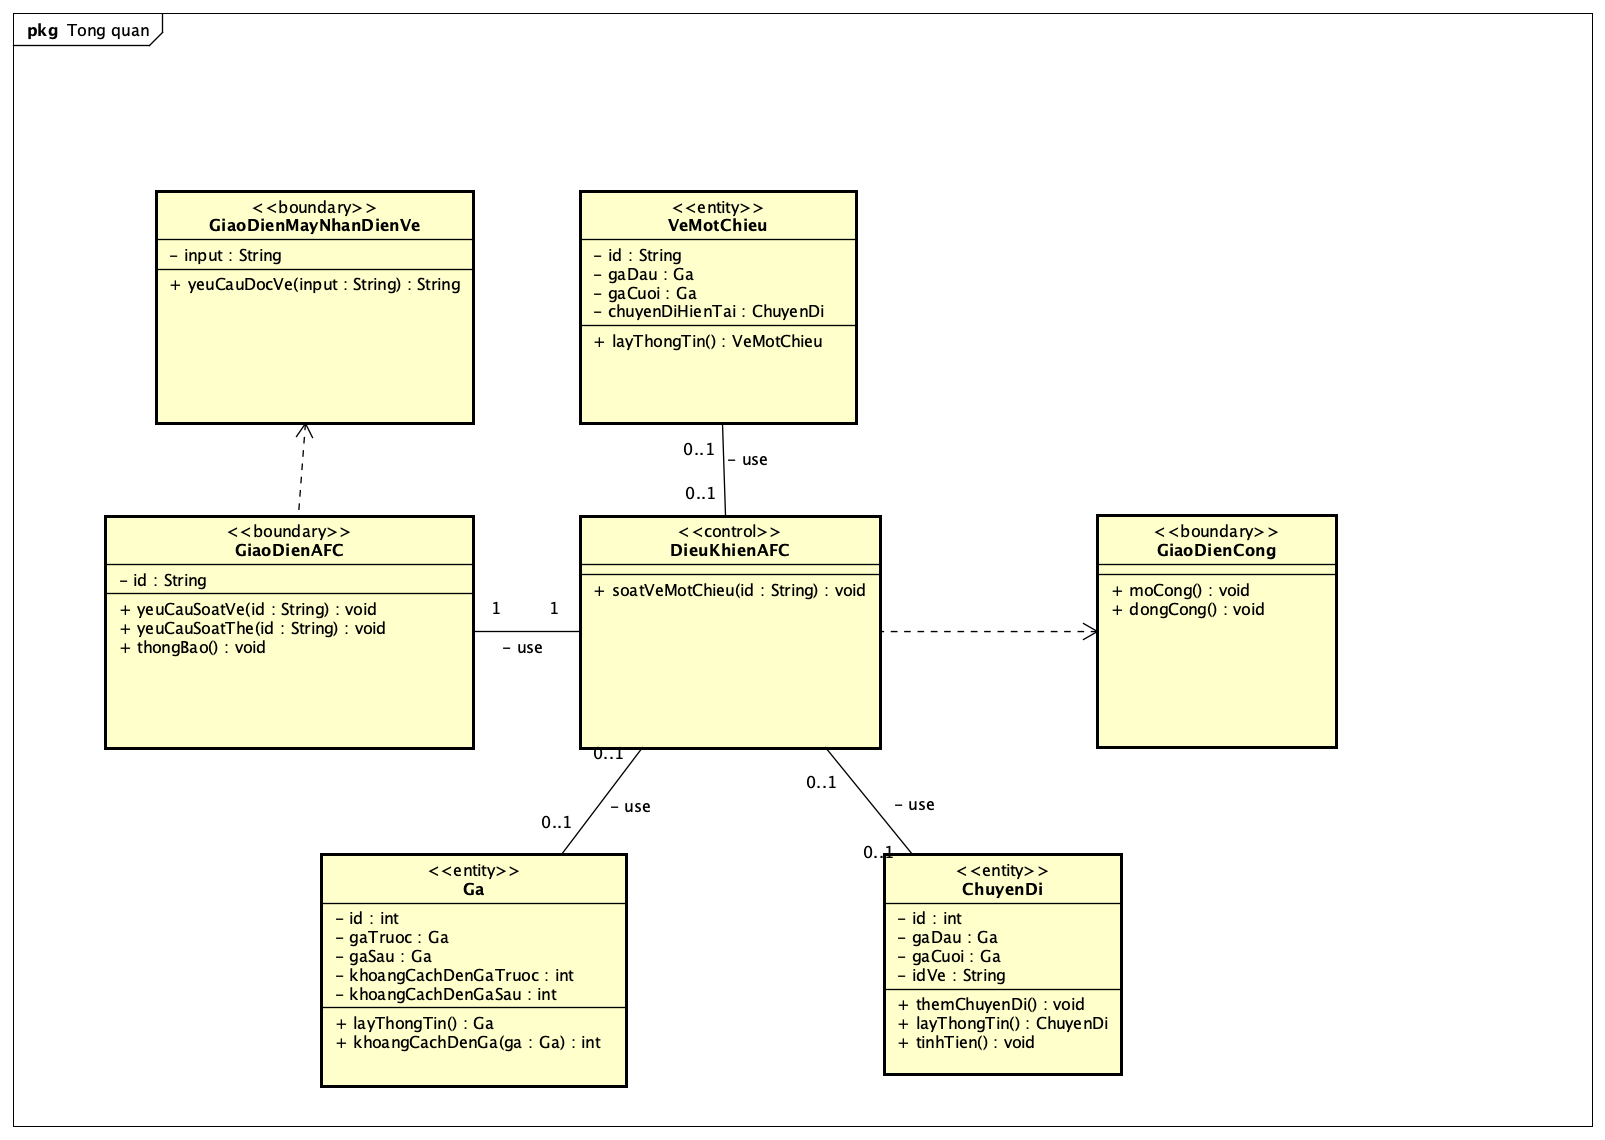 pkg Tong quan
<<boundary>>
GiaoDienMayNhanDienVe
- input : String
+ yeuCauDocVe(input : String) : String
<<entity>>
VeMotChieu
- id : String
- gaDau : Ga
- gaCuoi : Ga
- chuyenDiHienTai : ChuyenDi
+ layThongTin() : VeMotChieu
0..1
- use
0..1
<<boundary>>
GiaoDienAFC
- id : String
+ yeuCauSoatVe(id : String) : void
+ yeuCauSoatThe(id : String) : void
+ thongBao() : void
1
1
- use
<<control>>
DieuKhienAFC
+ soatVeMotChieu(id : String) : void
<<boundary>>
GiaoDienCong
+ moCong() : void
+ dongCong() : void
0..1
- use
0..1
0..1
- use
0..1
<<entity>>
Ga
- id : int
- gaTruoc : Ga
- gaSau : Ga
- khoangCachDenGaTruoc : int
- khoangCachDenGaSau : int
+ layThongTin() : Ga
+ khoangCachDenGa(ga : Ga) : int
<<entity>>
ChuyenDi
- id : int
- gaDau : Ga
- gaCuoi : Ga
- idVe : String
+ themChuyenDi() : void
+ layThongTin() : ChuyenDi
+ tinhTien() : void